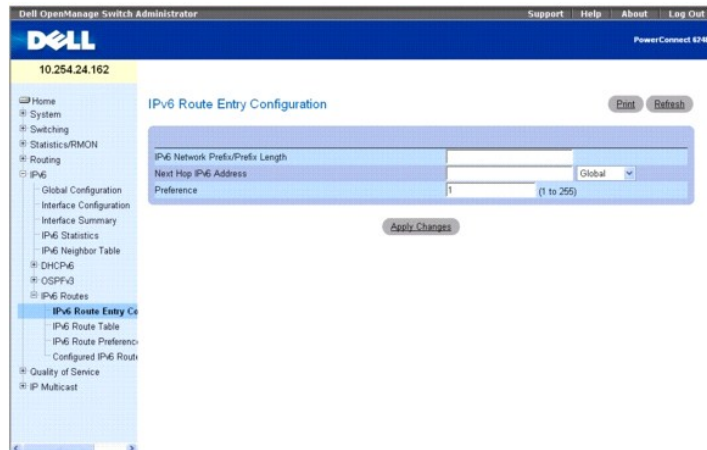 Dell OpenManage Switch Administrator
Support Help About Log Out
DELL
PowerConnect
10.254.24.162
Home
System
Switching
Statistics/RMON
Routing
IPv6
Global Configuration
Interface Configuration
Interface Summary
IPv6 Statistics
IPv6 Neighbor Table
DHCPv6
OSPFv3
IPv6 Routes
IPv6 Route Entry Co
IPv6 Route Table
IPv6 Route Preferenc
Configured IPv6 Route
Quality of Service
IP Multicast
IPv6 Route Entry Configuration
Print Refresh
IPv6 Network Prefix/Prefix Length
Next Hop IPv6 Address Global
Preference 1 (1 to 255)
Apply Changes